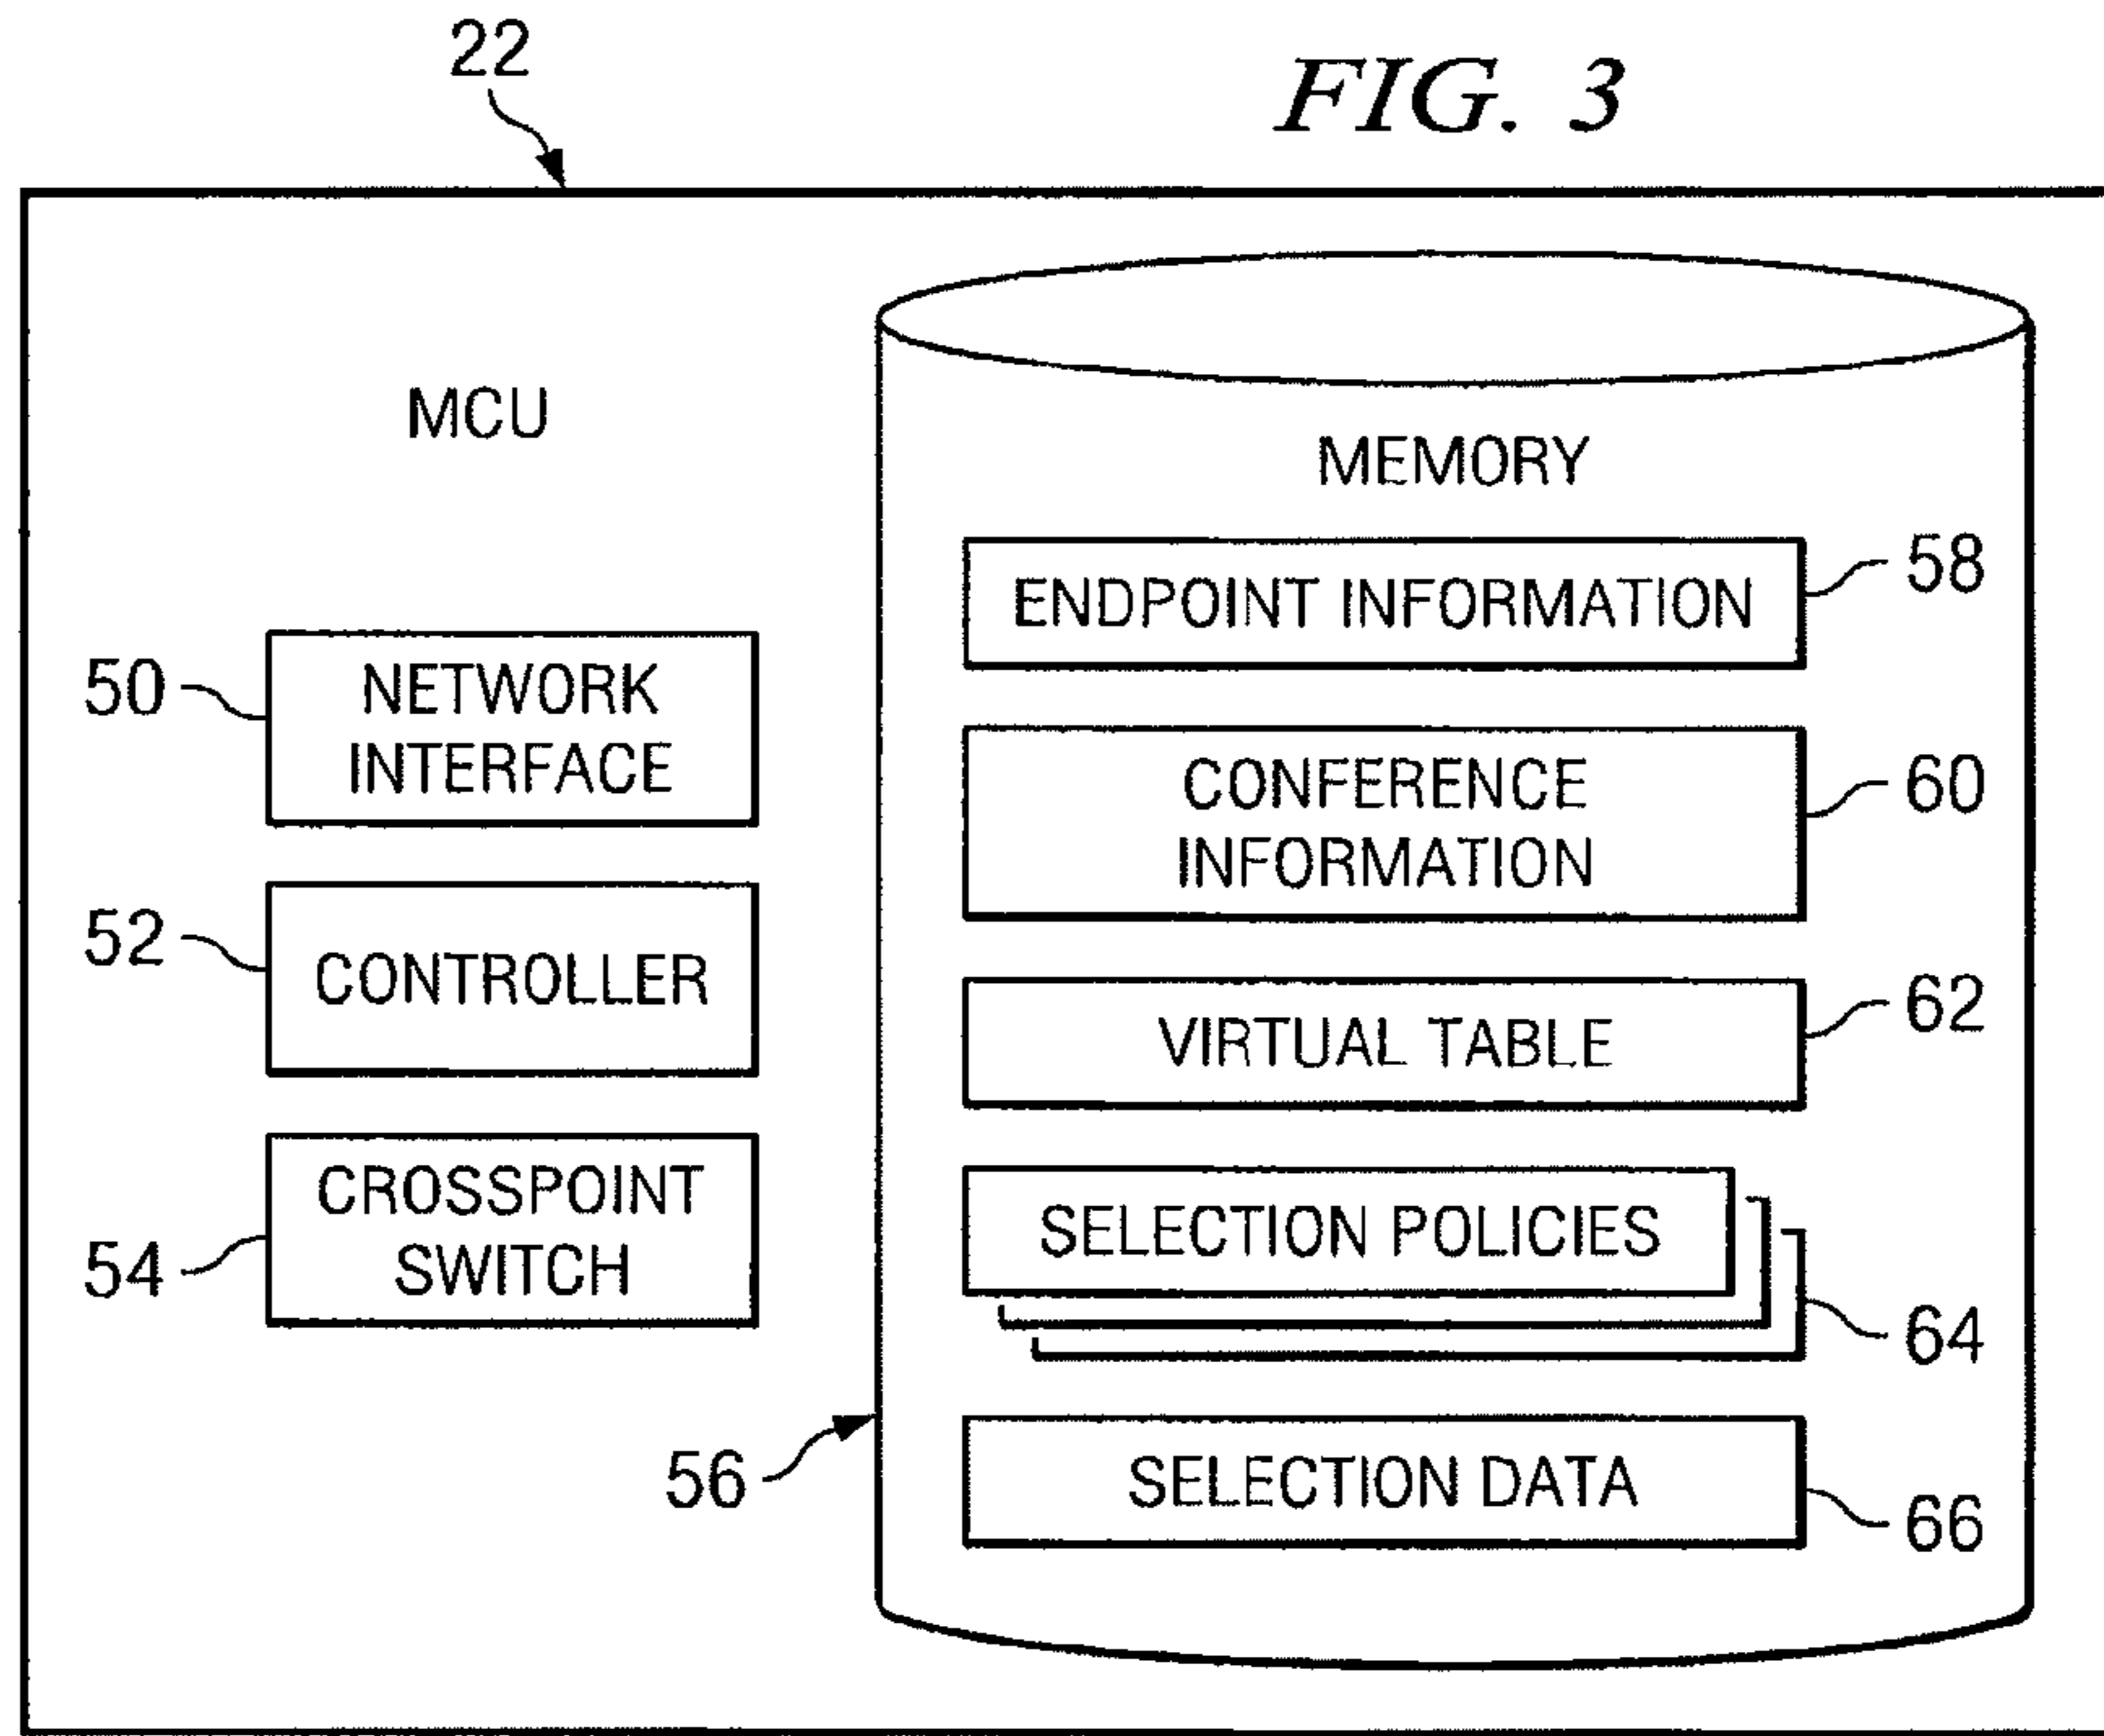 22
FIG. 3
MCU
MEMORY
50
NETWORK
INTERFACE
52
CONTROLLER
54
CROSSPOINT
SWITCH
56
ENDPOINT INFORMATION
58
CONFERENCE
INFORMATION
60
VIRTUAL TABLE
62
SELECTION POLICIES
64
SELECTION DATA
66